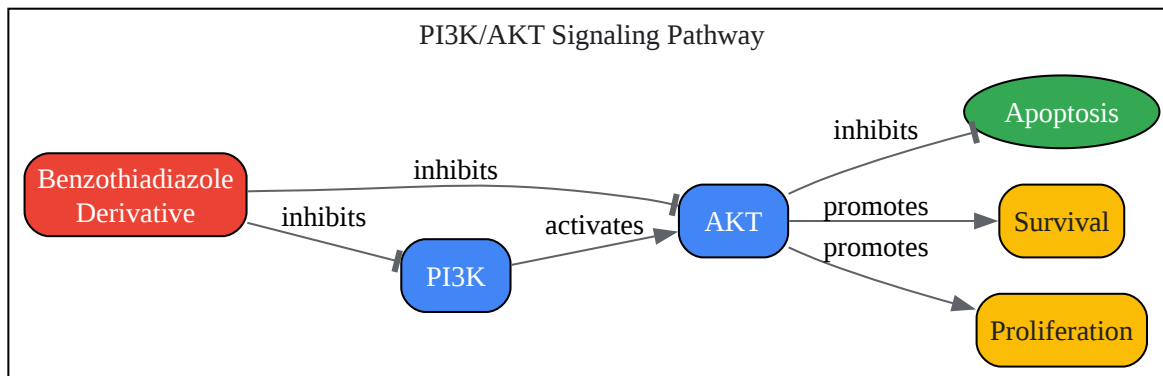 PI3K/AKT Signaling Pathway
Apoptosis
inhibits
Benzothiadiazole
Derivative
inhibits
inhibits
activates
AKT
promotes
Survival
promotes
PI3K
Proliferation